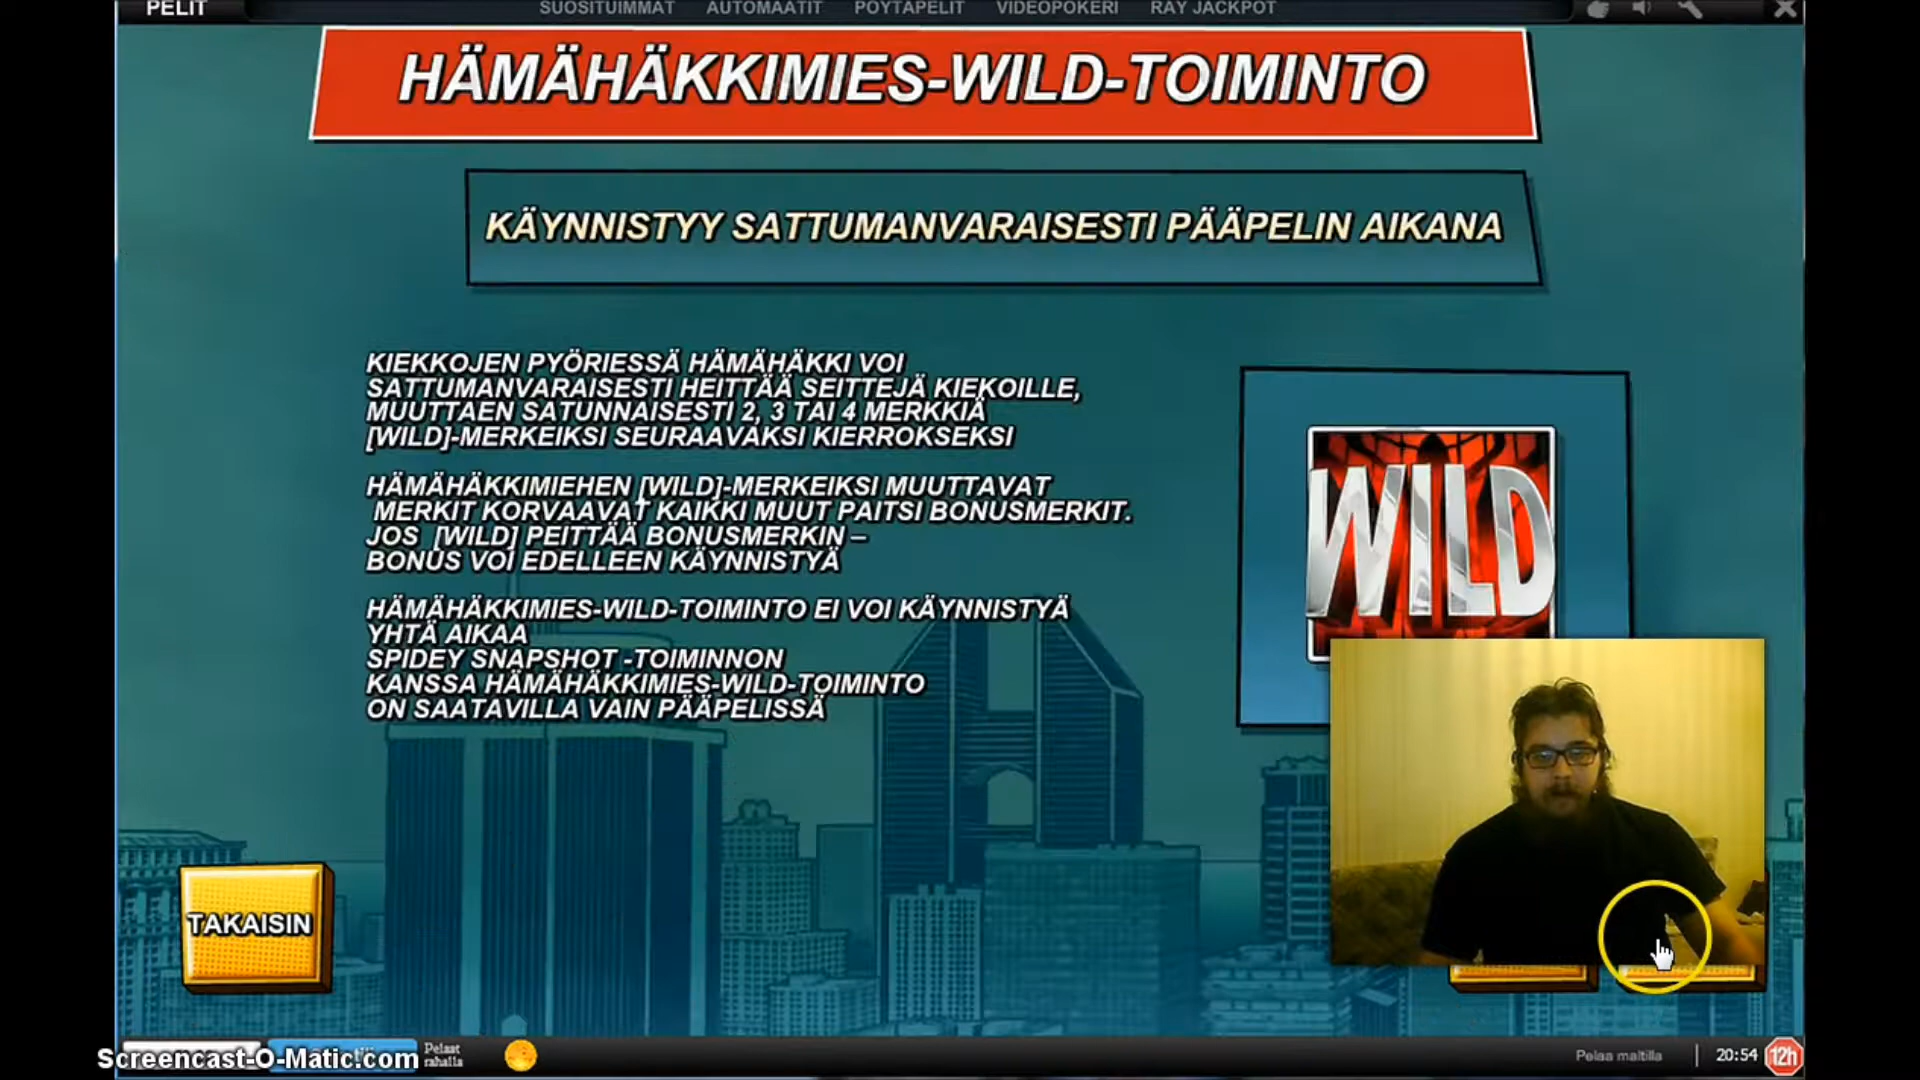 PELIT
SUOSITUIMMAT AUTOMAATIT PÖYTÄPELIT VIDEOPOKERI RAY JACKPOT
HÄMÄHÄKKIMIES-WILD-TOIMINTO
KÄYNNISTYY SATTUMANVARAISESTI PÄÄPELIN AIKANA
KIEKKOJEN PYÖRIESSÄ HÄMÄHÄKKI VOI
SATTUMANVARAISESTI HEITTÄÄ SEITTEJÄ KIEKOILLE,
MUUTTAEN SATUNNAISESTI 2, 3 TAI 4 MERKKIÄ
[WILD]-MERKEIKSI SEURAAVAKSI KIERROKSEKSI
HÄMÄHÄKKIMIEHEN [WILD]-MERKEIKSI MUUTTAVAT
MERKIT KORVAAVAT KAIKKI MUUT PAITSI BONUSMERKIT.
JOS [WILD] PEITTÄÄ BONUSMERKIN –
BONUS VOI EDELLEEN KÄYNNISTYÄ
HÄMÄHÄKKIMIES-WILD-TOIMINTO EI VOI KÄYNNISTYÄ
YHTÄ AIKAA
SPIDEY SNAPSHOT -TOIMINNON
KANSSA HÄMÄHÄKKIMIES-WILD-TOIMINTO
ON SAATAVILLA VAIN PÄÄPELISSÄ
WILD
TAKAISIN
Screencast-O-Matic.com
Pelaat
rahalla
Pelaa maltilla
20:54
12h